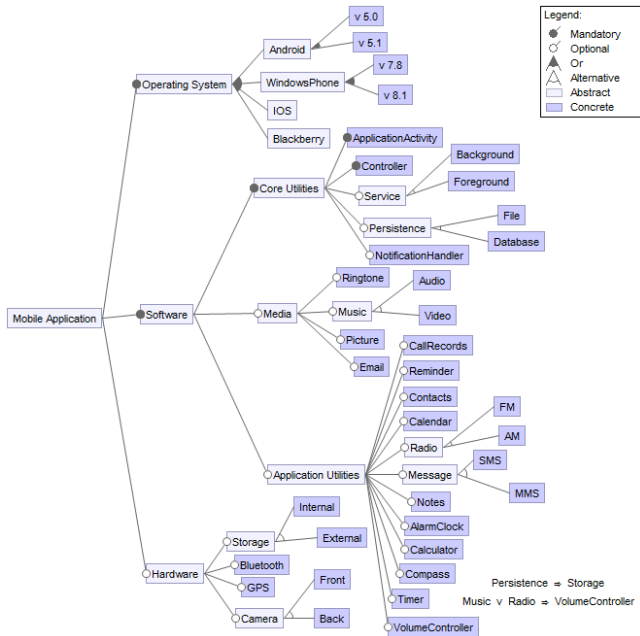 Legend:
Mandatory
Optional
Or
Alternative
Abstract
Concrete
Mobile Application
Operating System
Android
v 5.0
v 5.1
WindowsPhone
v 7.8
v 8.1
IOS
Blackberry
Software
Core Utilities
ApplicationActivity
Controller
Service
Background
Foreground
Persistence
File
Database
NotificationHandler
Media
Ringtone
Music
Audio
Video
Picture
Email
Application Utilities
CallRecords
Reminder
Contacts
Calendar
Radio
FM
AM
Message
SMS
MMS
Notes
AlarmClock
Calculator
Compass
Timer
VolumeController
Hardware
Storage
Internal
External
Bluetooth
GPS
Camera
Front
Back
Persistence ⇒ Storage
Music v Radio ⇒ VolumeController